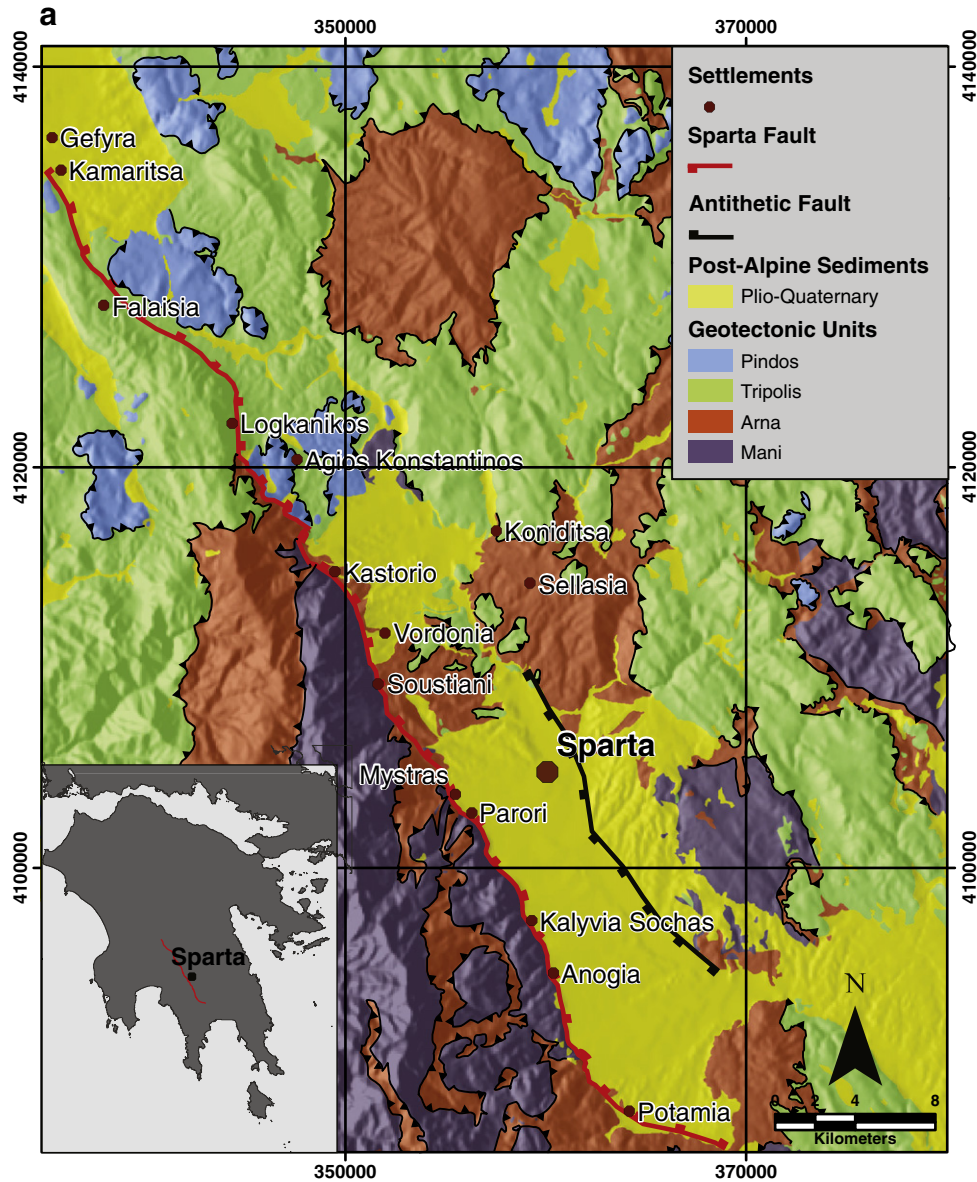 a
350000
370000
4140000
4140000
Settlements
Sparta Fault
Antithetic Fault
Post-Alpine Sediments
Plio-Quaternary
Geotectonic Units
Pindos
Tripolis
Arna
Mani
Gefyra
Kamaritsa
Falaisia
Logkanikos
Agios Konstantinos
4120000
4120000
Koniditsa
Kastorio
Sellasia
Vordonia
Soustiani
Sparta
Mystras
Parori
4100000
4100000
Kalyvia Sochas
Sparta
Anogia
N
Potamia
0 2 4 8
Kilometers
350000
370000